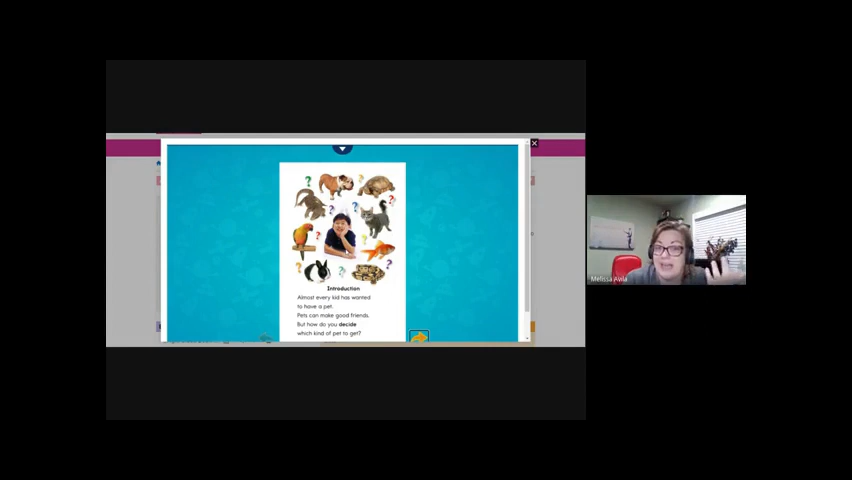 Introduction
Almost every kid has wanted
to have a pet.
Pets can make good friends.
But how do you decide
which kind of pet to get?
Melissa Avila